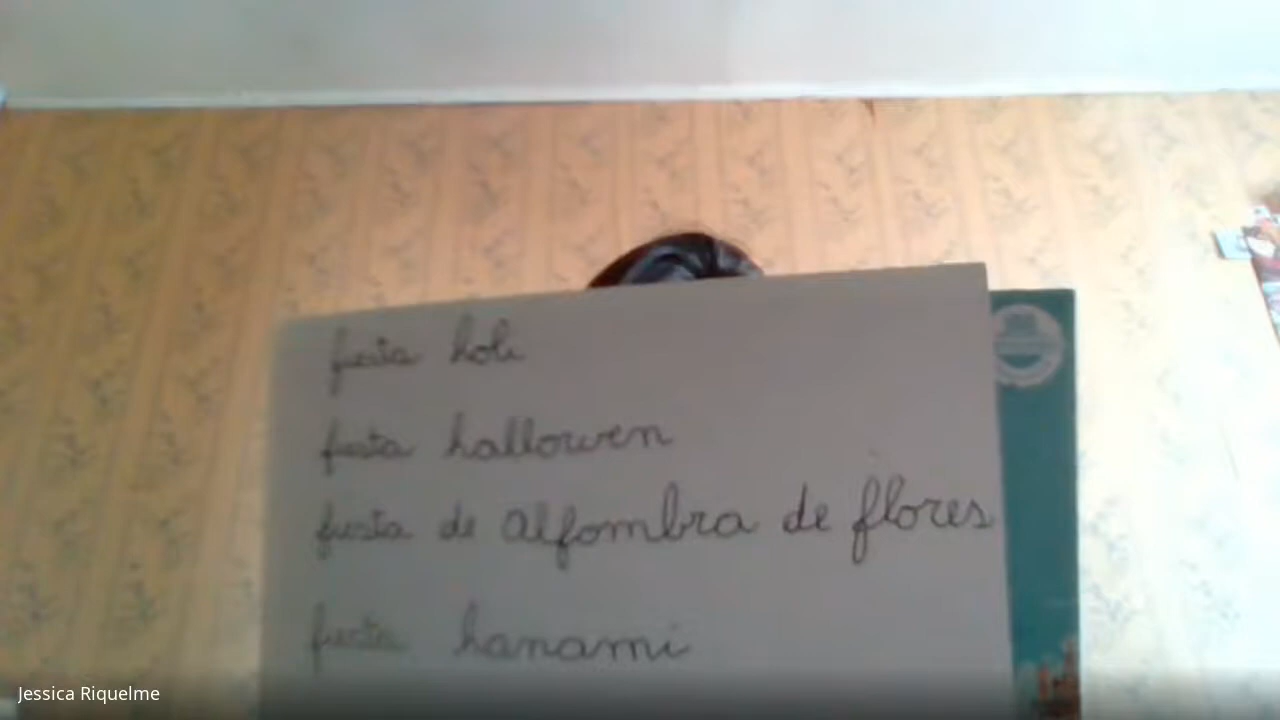 fiesta holi
fiesta hallowen
fiesta de alfombra de flores
fiesta hanami
Jessica Riquelme